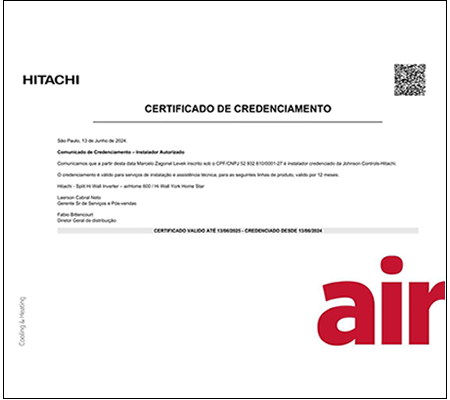 HITACHI
CERTIFICADO DE CREDENCIAMENTO
São Paulo, 13 de Junho de 2024.
Comunicado de Credenciamento – Instalador Autorizado
Comunicamos que a partir desta data Marcelo Zagonel Levek inscrito sob o CPF/CNPJ 52.932.610/0001-27 é instalador credenciado da Johnson Controls-Hitachi.
O credenciamento é válido para serviços de instalação e assistência técnica, para as seguintes linhas de produto, valido por 12 meses.
Hitachi - Split Hi Wall Inverter – airHome 600 / Hi Wall York Home Star
Laerson Cabral Neto
Gerente Sr de Serviços e Pós-vendas
Fabio Bittencourt
Diretor Geral de distribuição
CERTIFICADO VALIDO ATÉ 13/06/2025 - CREDENCIADO DESDE 13/06/2024
Cooling & Heating
air